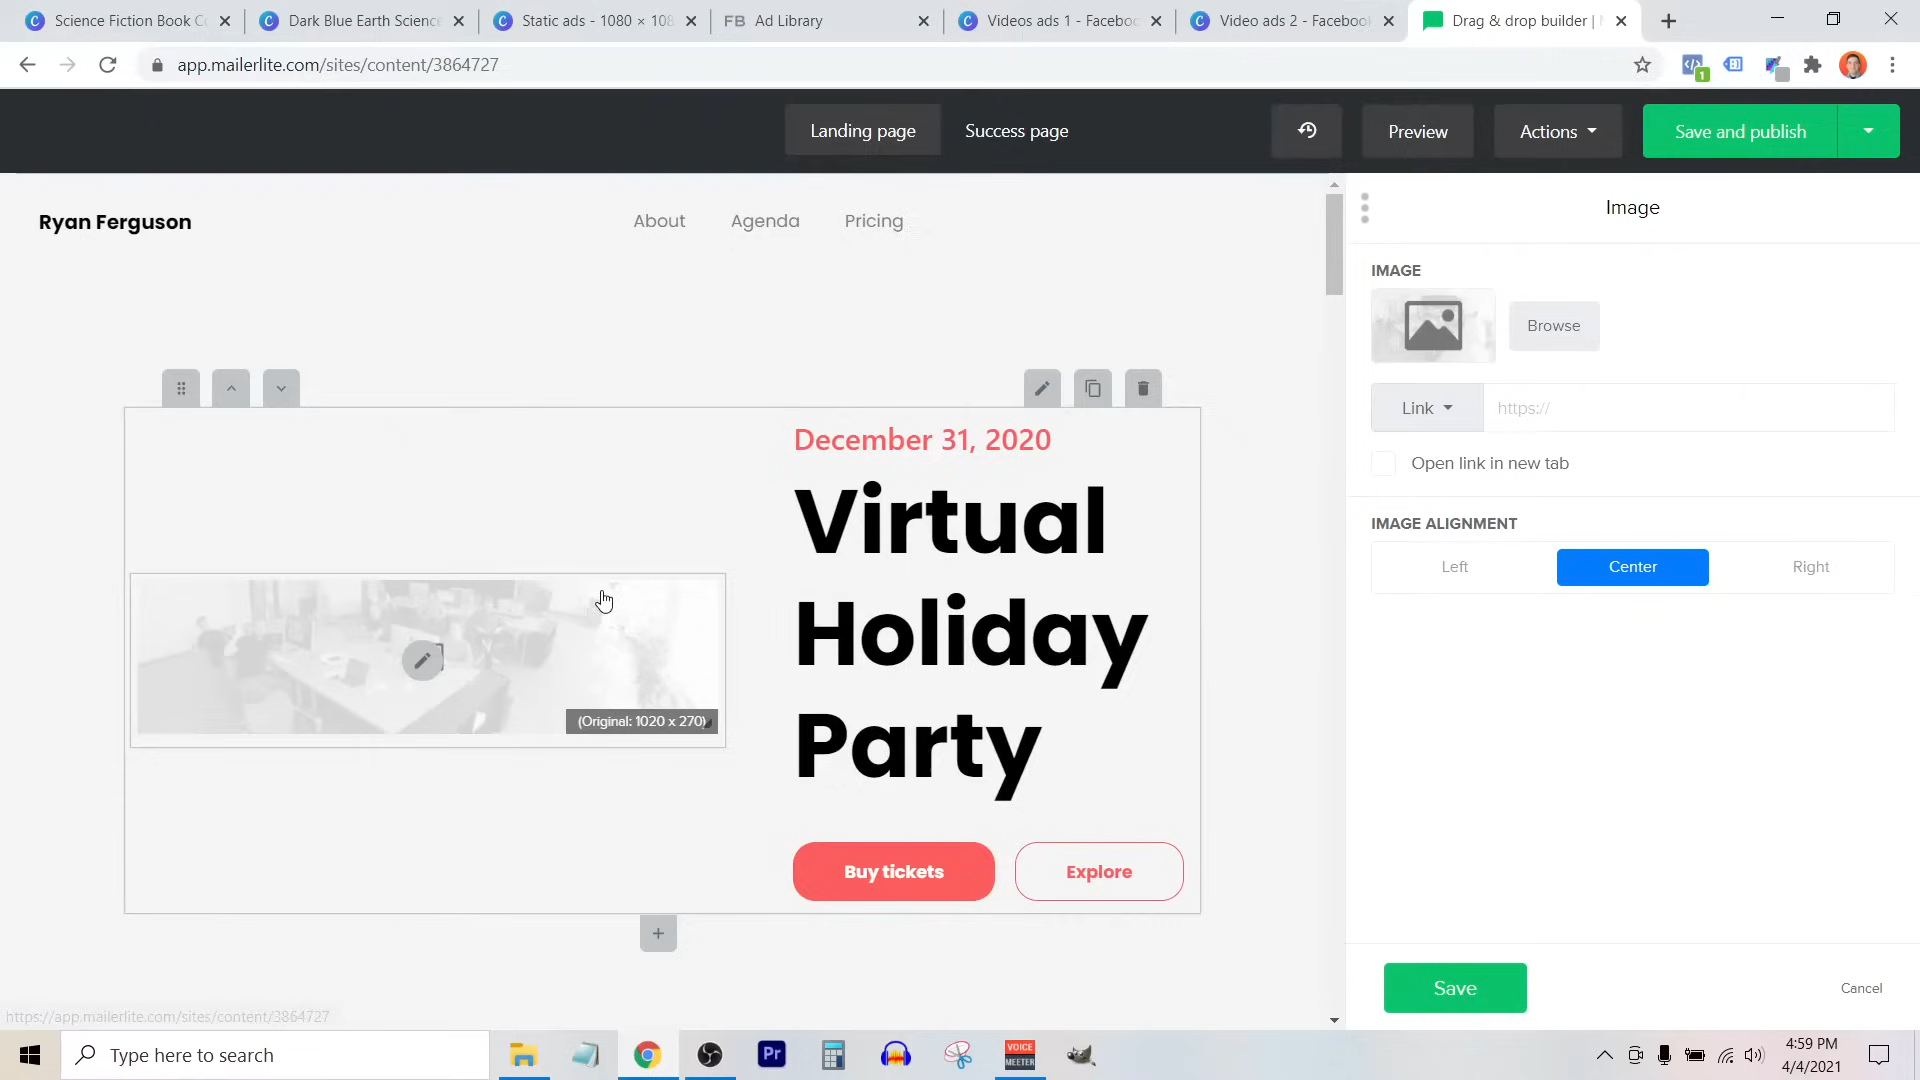 Science Fiction Book C
Dark Blue Earth Science
Static ads - 1080 × 108
FB Ad Library
Videos ads 1 - Faceboo
Video ads 2 - Facebook
Drag & drop builder |
app.mailerlite.com/sites/content/3864727
1
Landing page
Success page
Preview
Actions
Save and publish
Ryan Ferguson
About
Agenda
Pricing
Image
IMAGE
Browse
Link
https://
Open link in new tab
IMAGE ALIGNMENT
Left
Center
Right
December 31, 2020
Virtual
Holiday
Party
(Original: 1020 x 270)
Buy tickets
Explore
Save
Cancel
https://app.mailerlite.com/sites/content/3864727
Type here to search
Pr
VOICE
MEETER
4:59 PM
4/4/2021